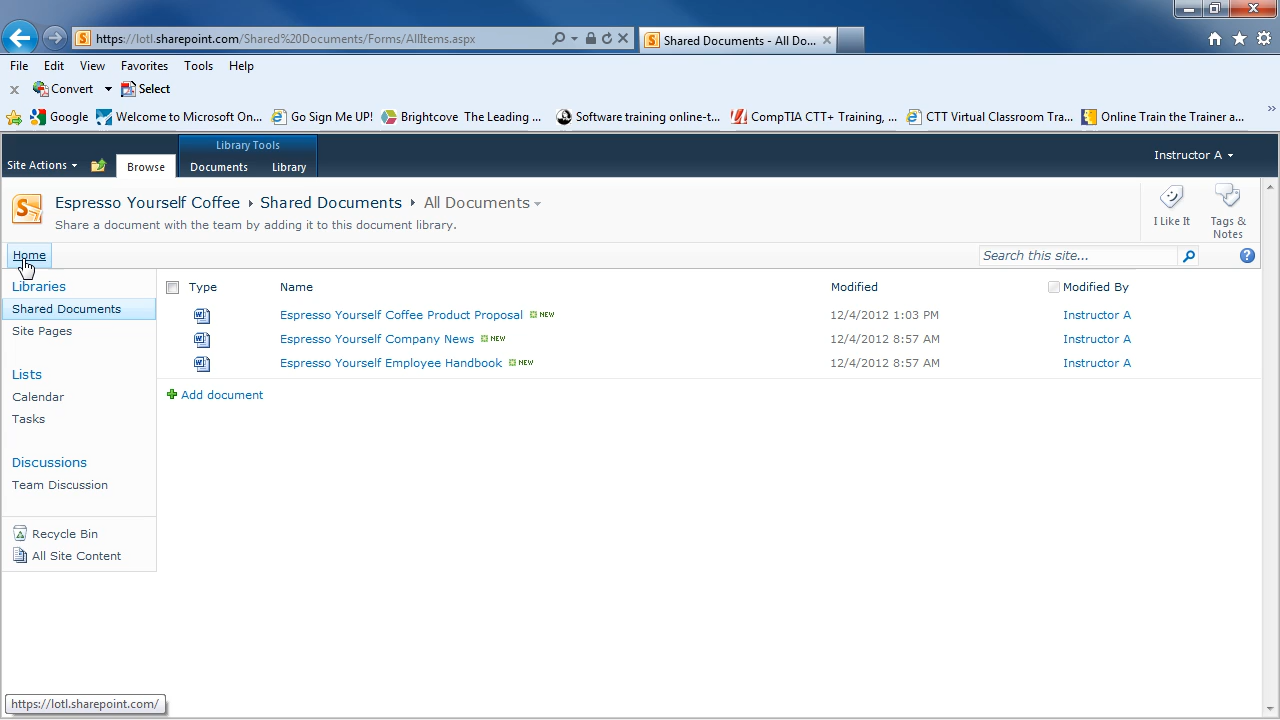 https://lotl.sharepoint.com/Shared%20Documents/Forms/AllItems.aspx
Shared Documents - All Do...
File Edit View Favorites Tools Help
Convert Select
Google Welcome to Microsoft On... Go Sign Me UP! Brightcove The Leading ... Software training online-t... CompTIA CTT+ Training, ... CTT Virtual Classroom Tra... Online Train the Trainer a...
Library Tools
Site Actions Browse Documents Library Instructor A
Espresso Yourself Coffee Shared Documents All Documents
Share a document with the team by adding it to this document library.
I Like It
Tags & Notes
Home Search this site...
Libraries
Shared Documents
Site Pages
Lists
Calendar
Tasks
Discussions
Team Discussion
Recycle Bin
All Site Content
Type Name Modified Modified By
Espresso Yourself Coffee Product Proposal NEW 12/4/2012 1:03 PM Instructor A
Espresso Yourself Company News NEW 12/4/2012 8:57 AM Instructor A
Espresso Yourself Employee Handbook NEW 12/4/2012 8:57 AM Instructor A
Add document
https://lotl.sharepoint.com/